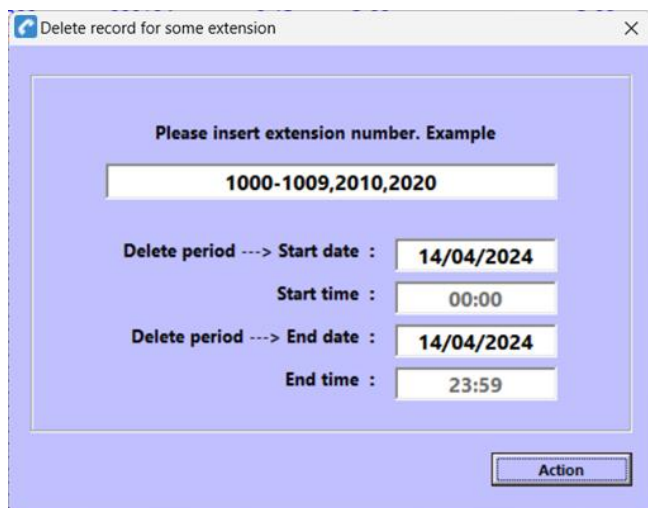 Delete record for some extension
Please insert extension number. Example
1000-1009,2010,2020
Delete period ---> Start date : 14/04/2024
Start time : 00:00
Delete period ---> End date : 14/04/2024
End time : 23:59
Action